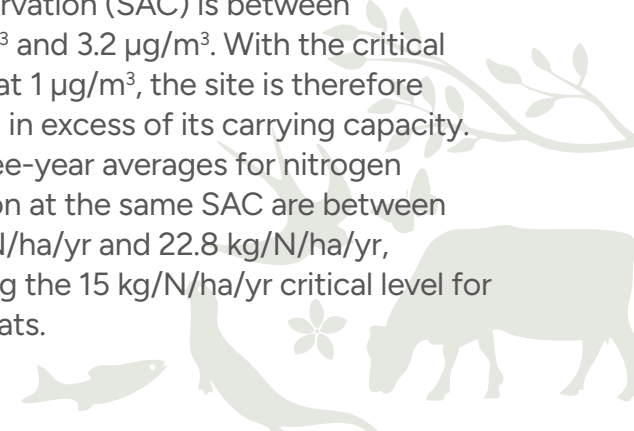 rvation (SAC) is between
³ and 3.2 µg/m³. With the critical
at 1 µg/m³, the site is therefore
in excess of its carrying capacity.
ee-year averages for nitrogen
on at the same SAC are between
N/ha/yr and 22.8 kg/N/ha/yr,
g the 15 kg/N/ha/yr critical level for
ats.